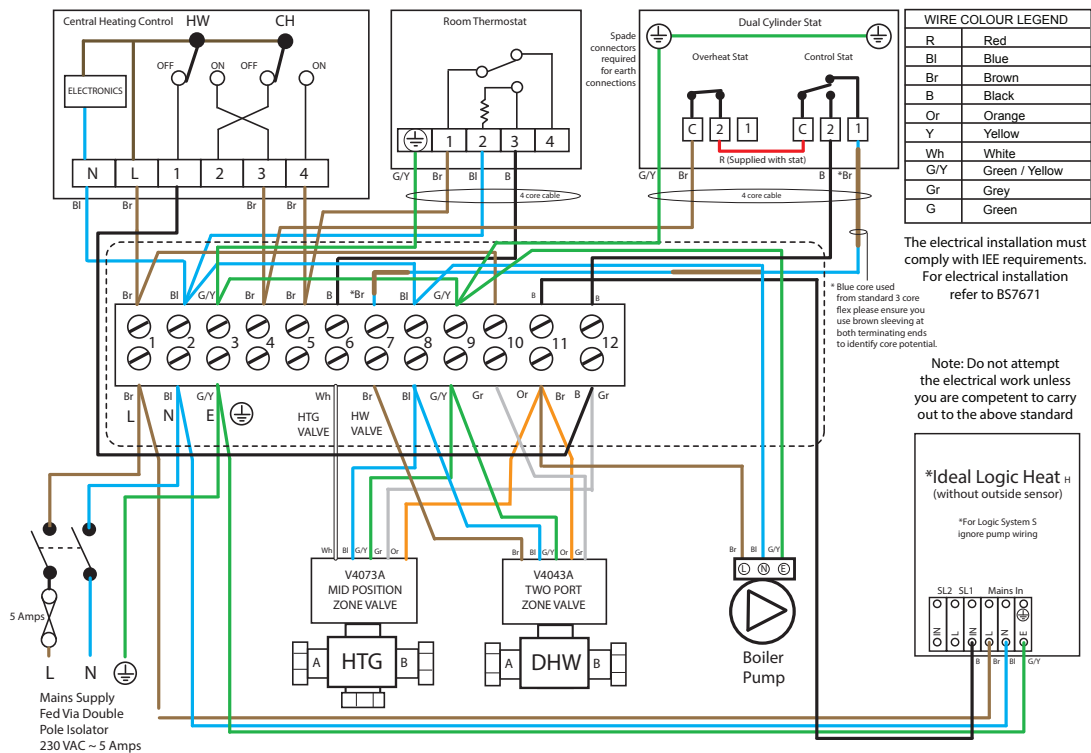 Central Heating Control
HW
CH
OFF
ON
OFF
ON
ELECTRONICS
N
L
1
2
3
4
Bl
Br
B
Br
Br
Room Thermostat
1
2
3
4
G/Y
Br
Bl
B
4 core cable
Dual Cylinder Stat
Spade
connectors
required
for earth
connections
Overheat Stat
Control Stat
C
2
1
C
2
1
R (Supplied with stat)
G/Y
Br
B
*Br
4 core cable
WIRE COLOUR LEGEND
R Red
Bl Blue
Br Brown
B Black
Or Orange
Y Yellow
Wh White
G/Y Green / Yellow
Gr Grey
G Green
The electrical installation must
comply with IEE requirements.
For electrical installation
refer to BS7671
* Blue core used
from standard 3 core
flex please ensure you
use brown sleeving at
both terminating ends
to identify core potential.
Note: Do not attempt
the electrical work unless
you are competent to carry
out to the above standard
Br
Bl
G/Y
Br
Br
B
*Br
Bl
G/Y
B
B
1
2
3
4
5
6
7
8
9
10
11
12
Br
Bl
G/Y
Wh
Br
Bl
G/Y
Gr
Or
Br
B
Gr
L
N
E
HTG
VALVE
HW
VALVE
*Ideal Logic Heat H
(without outside sensor)
*For Logic System S
ignore pump wiring
SL2
SL1
Mains In
IN
L
IN
L
N
E
B
Br
Bl
G/Y
Wh
Bl
G/Y
Gr
Or
V4073A
MID POSITION
ZONE VALVE
A
HTG
B
Br
Bl
G/Y
Or
Gr
V4043A
TWO PORT
ZONE VALVE
A
DHW
B
Br
Bl
G/Y
L
N
E
Boiler
Pump
5 Amps
L
N
Mains Supply
Fed Via Double
Pole Isolator
230 VAC ~ 5 Amps